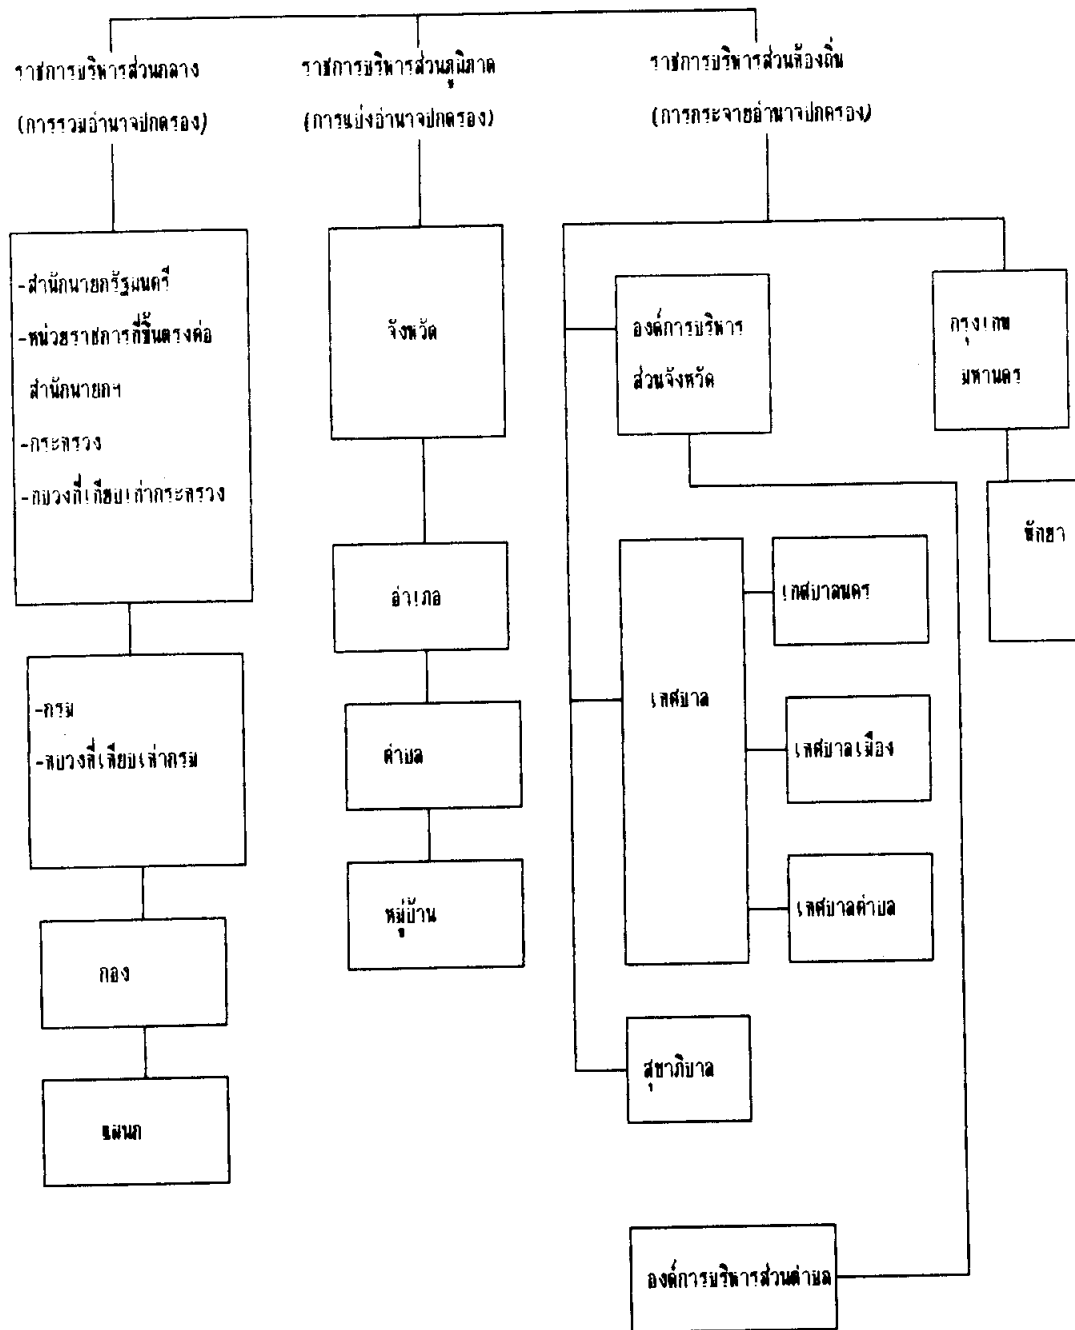 ราชการบริหารส่วนกลาง
(การรวมอำนาจปกครอง)
ราชการบริหารส่วนภูมิภาค
(การแบ่งอำนาจปกครอง)
ราชการบริหารส่วนท้องถิ่น
(การกระจายอำนาจปกครอง)
-สำนักนายกรัฐมนตรี
-หน่วยราชการที่ขึ้นตรงต่อ
สำนักนายกฯ
-กระทรวง
-ทบวงที่เทียบเท่ากระทรวง
-กรม
-ทบวงที่เทียบเท่ากรม
กอง
แผนก
จังหวัด
อำเภอ
ตำบล
หมู่บ้าน
องค์การบริหาร
ส่วนจังหวัด
กรุงเทพ
มหานคร
พัทยา
เทศบาล
เทศบาลนคร
เทศบาลเมือง
เทศบาลตำบล
สุขาภิบาล
องค์การบริหารส่วนตำบล